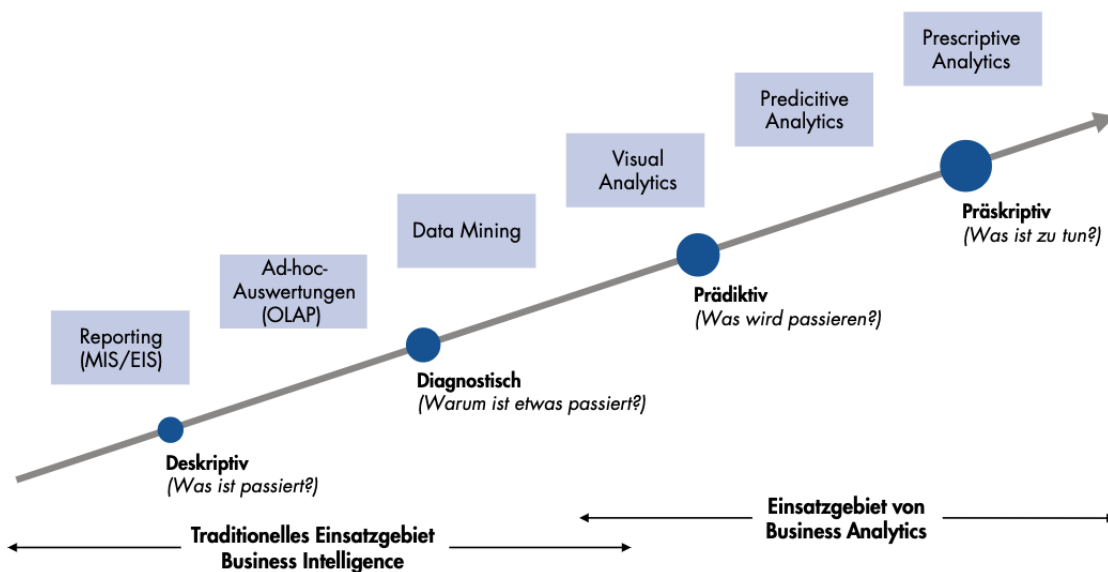 Prescriptive
Analytics
Predicitive
Analytics
Visual
Analytics
Data Mining
Ad-hoc-
Auswertungen
(OLAP)
Reporting
(MIS/EIS)
Präskriptiv
(Was ist zu tun?)
Prädiktiv
(Was wird passieren?)
Diagnostisch
(Warum ist etwas passiert?)
Deskriptiv
(Was ist passiert?)
Traditionelles Einsatzgebiet
Business Intelligence
Einsatzgebiet von
Business Analytics